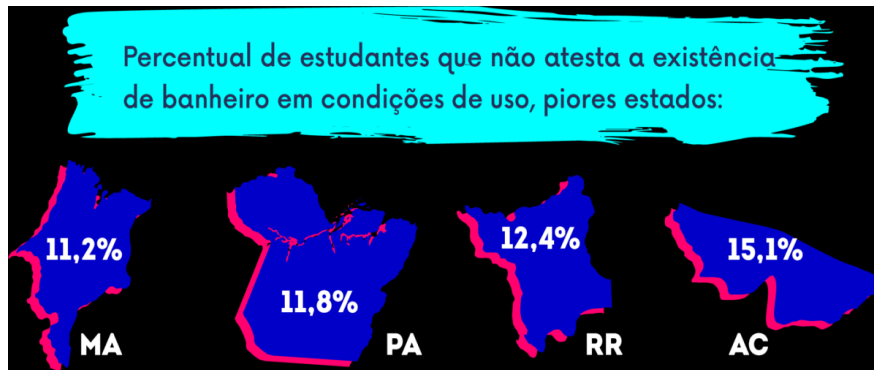 Percentual de estudantes que não atesta a existência
de banheiro em condições de uso, piores estados:
11,2%
MA
11,8%
PA
12,4%
RR
15,1%
AC